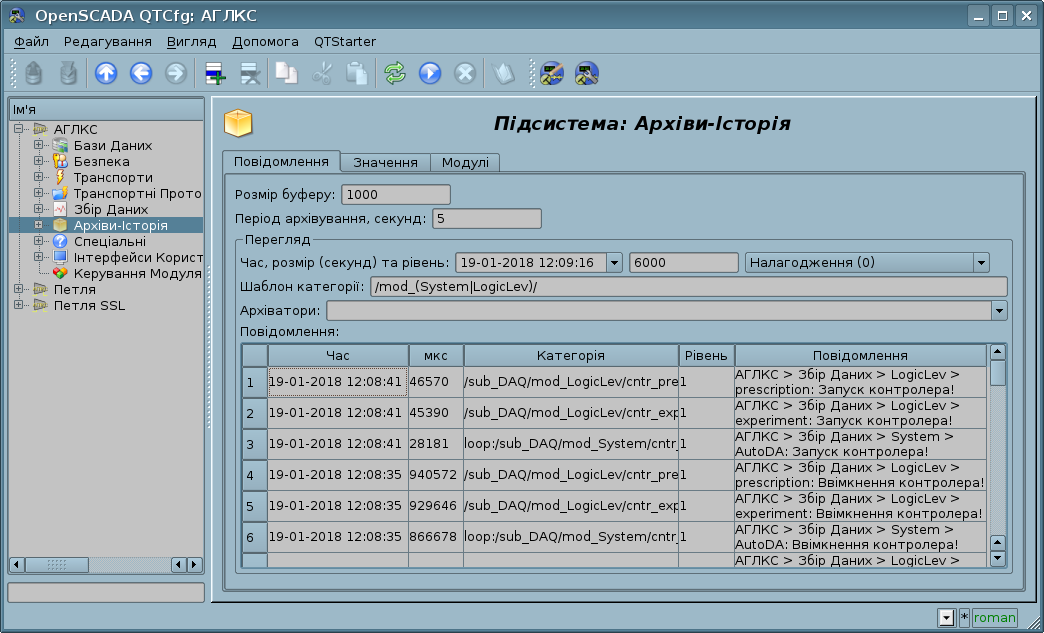 OpenSCADA QTCfg: АГЛКС
Файл Редагування Вигляд Допомога QTStarter
Ім'я
АГЛКС
Бази Даних
Безпека
Транспорти
Транспортні Прото
Збір Даних
Архіви-Історія
Спеціальні
Інтерфейси Корист
Керування Модуля
Петля
Петля SSL
Підсистема: Архіви-Історія
Повідомлення Значення Модулі
Розмір буферу: 1000
Період архівування, секунд: 5
Перегляд
Час, розмір (секунд) та рівень: 19-01-2018 12:09:16 6000 Налагодження (0)
Шаблон категорії: /mod_(System|LogicLev)/
Архіватори:
Повідомлення:
Час мкс Категорія Рівень Повідомлення
1 19-01-2018 12:08:41 46570 /sub_DAQ/mod_LogicLev/cntr_pre 1 АГЛКС > Збір Даних > LogicLev >
prescription: Запуск контролера!
2 19-01-2018 12:08:41 45390 /sub_DAQ/mod_LogicLev/cntr_exp 1 АГЛКС > Збір Даних > LogicLev >
experiment: Запуск контролера!
3 19-01-2018 12:08:41 28181 loop:/sub_DAQ/mod_System/cntr_ 1 АГЛКС > Збір Даних > System >
AutoDA: Запуск контролера!
4 19-01-2018 12:08:35 940572 /sub_DAQ/mod_LogicLev/cntr_pre 1 АГЛКС > Збір Даних > LogicLev >
prescription: Ввімкнення контролера!
5 19-01-2018 12:08:35 929646 /sub_DAQ/mod_LogicLev/cntr_exp 1 АГЛКС > Збір Даних > LogicLev >
experiment: Ввімкнення контролера!
6 19-01-2018 12:08:35 866678 loop:/sub_DAQ/mod_System/cntr_ 1 АГЛКС > Збір Даних > System >
AutoDA: Ввімкнення контролера!
АГЛКС > Збір Даних > LogicLev >
* roman